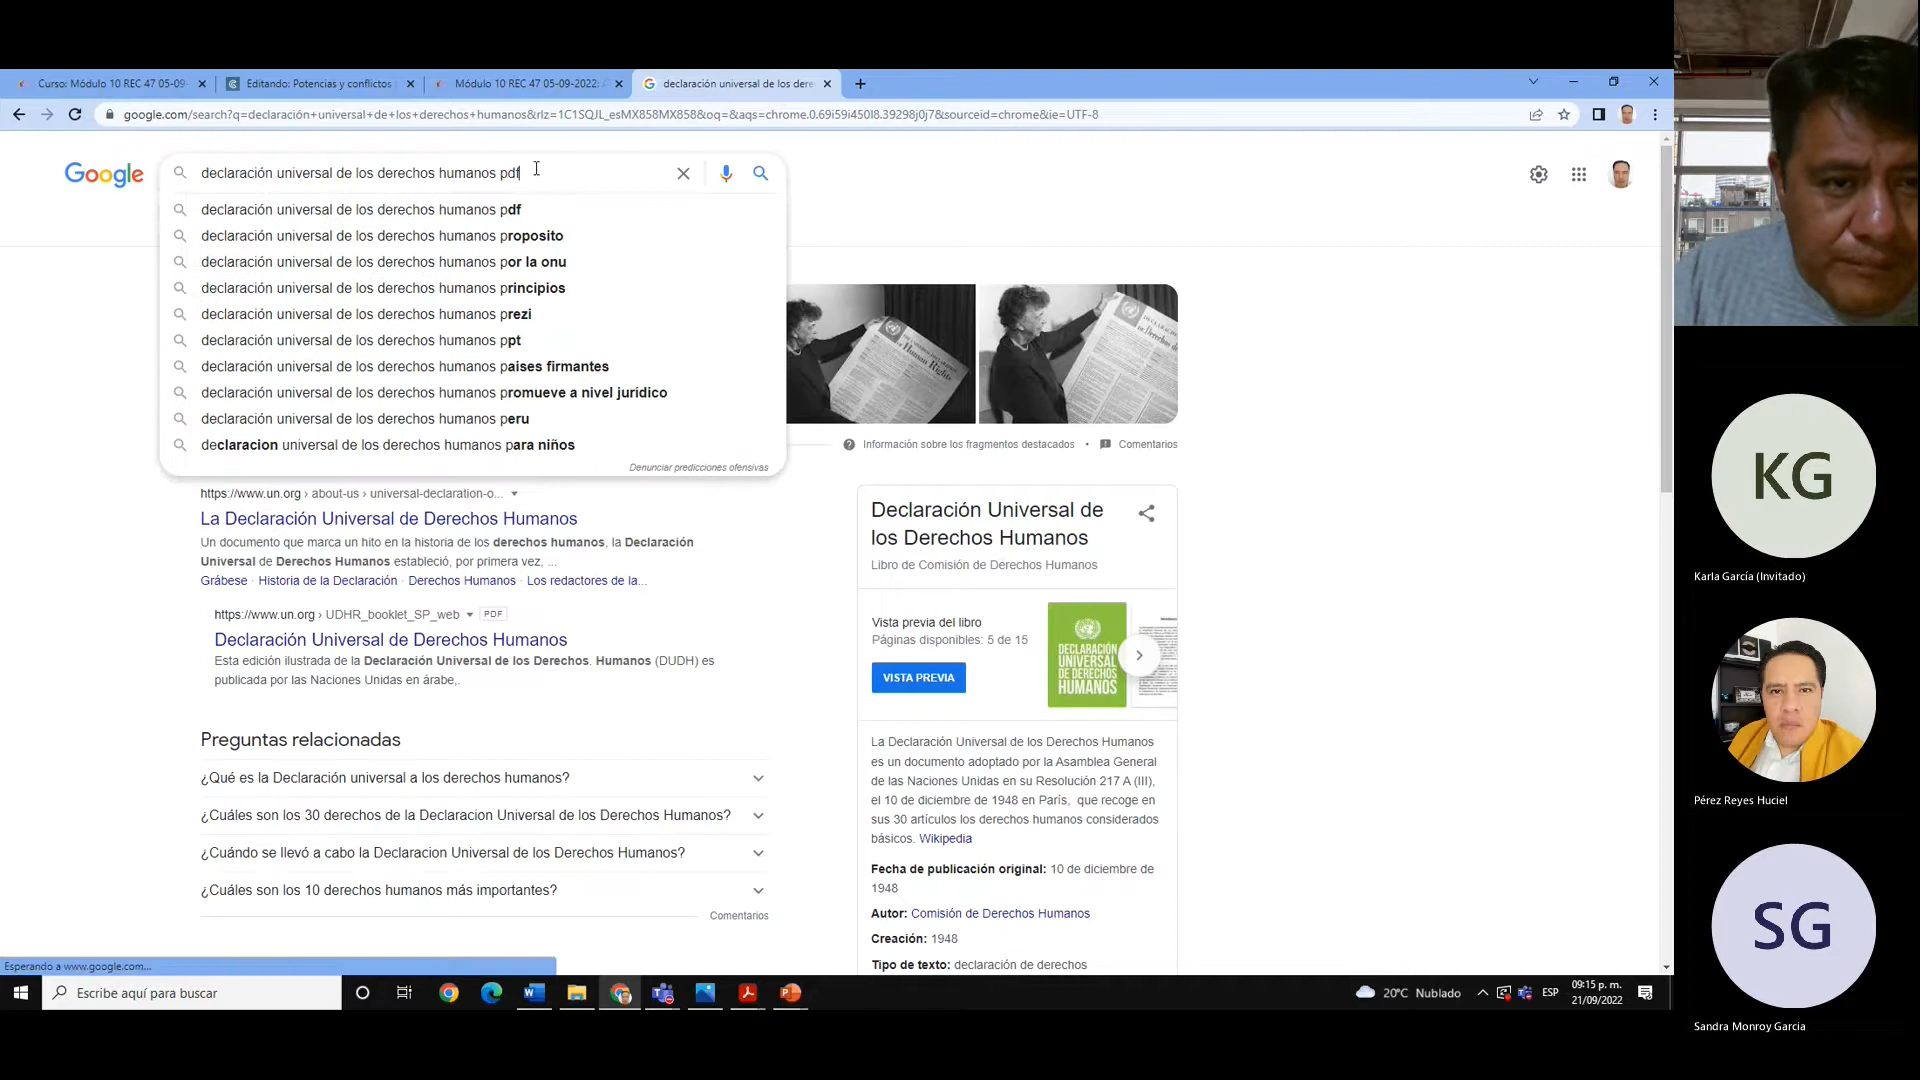 Curso: Módulo 10 REC 47 05-09-
Editando: Potencias y conflictos
Módulo 10 REC 47 05-09-2022:
declaración universal de los dere
google.com/search?q=declaración+universal+de+los+derechos+humanos&rlz=1C1SQJL_esMX858MX858&oq=&aqs=chrome.0.69i59i450l8.39298j0j7&sourceid=chrome&ie=UTF-8
Google
declaración universal de los derechos humanos pdf
declaración universal de los derechos humanos pdf
declaración universal de los derechos humanos proposito
declaración universal de los derechos humanos por la onu
declaración universal de los derechos humanos principios
declaración universal de los derechos humanos prezi
declaración universal de los derechos humanos ppt
declaración universal de los derechos humanos paises firmantes
declaración universal de los derechos humanos promueve a nivel jurídico
declaración universal de los derechos humanos peru
declaracion universal de los derechos humanos para niños
Denunciar predicciones ofensivas
Información sobre los fragmentos destacados
Comentarios
https://www.un.org › about-us › universal-declaration-o...
La Declaración Universal de Derechos Humanos
Un documento que marca un hito en la historia de los derechos humanos, la Declaración
Universal de Derechos Humanos estableció, por primera vez, ...
Grábese · Historia de la Declaración · Derechos Humanos · Los redactores de la...
https://www.un.org › UDHR_booklet_SP_web
PDF
Declaración Universal de Derechos Humanos
Esta edición ilustrada de la Declaración Universal de los Derechos. Humanos (DUDH) es
publicada por las Naciones Unidas en árabe,.
Preguntas relacionadas
¿Qué es la Declaración universal a los derechos humanos?
¿Cuáles son los 30 derechos de la Declaracion Universal de los Derechos Humanos?
¿Cuándo se llevó a cabo la Declaracion Universal de los Derechos Humanos?
¿Cuáles son los 10 derechos humanos más importantes?
Comentarios
Declaración Universal de
los Derechos Humanos
Libro de Comisión de Derechos Humanos
Vista previa del libro
Páginas disponibles: 5 de 15
VISTA PREVIA
DECLARACIÓN
UNIVERSAL
DE DERECHOS
HUMANOS
La Declaración Universal de los Derechos Humanos
es un documento adoptado por la Asamblea General
de las Naciones Unidas en su Resolución 217 A (III),
el 10 de diciembre de 1948 en París, que recoge en
sus 30 artículos los derechos humanos considerados
básicos. Wikipedia
Fecha de publicación original: 10 de diciembre de
1948
Autor: Comisión de Derechos Humanos
Creación: 1948
Tipo de texto: declaración de derechos
Esperando a www.google.com...
Escribe aquí para buscar
20°C Nublado
ESP
09:15 p. m.
21/09/2022
KG
Karla García (Invitado)
Pérez Reyes Huciel
SG
Sandra Monroy Garcia